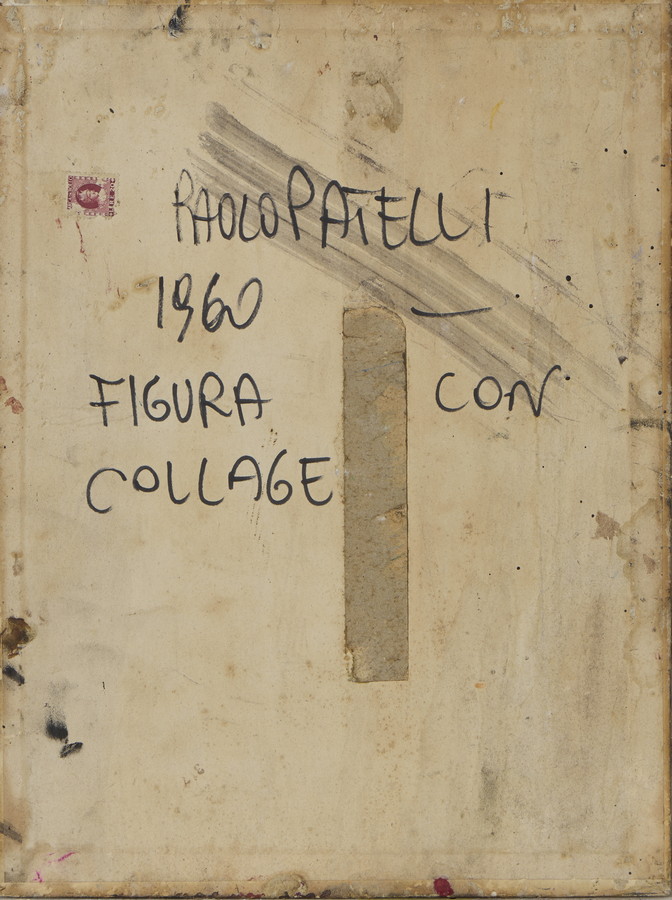 PAOLO PATELLI
1960 —
FIGURA CON
COLLAGE